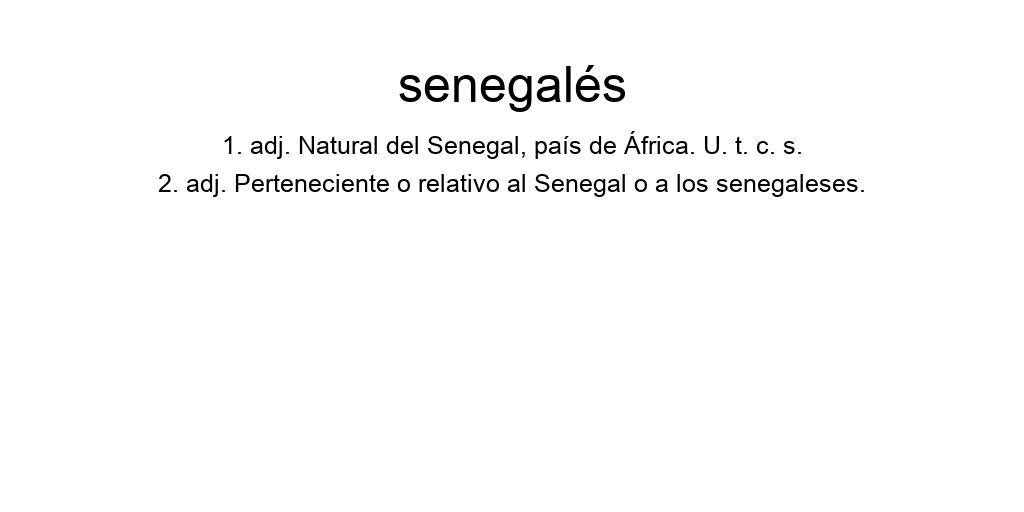 senegalés
1. adj. Natural del Senegal, país de África. U. t. c. s.
2. adj. Perteneciente o relativo al Senegal o a los senegaleses.